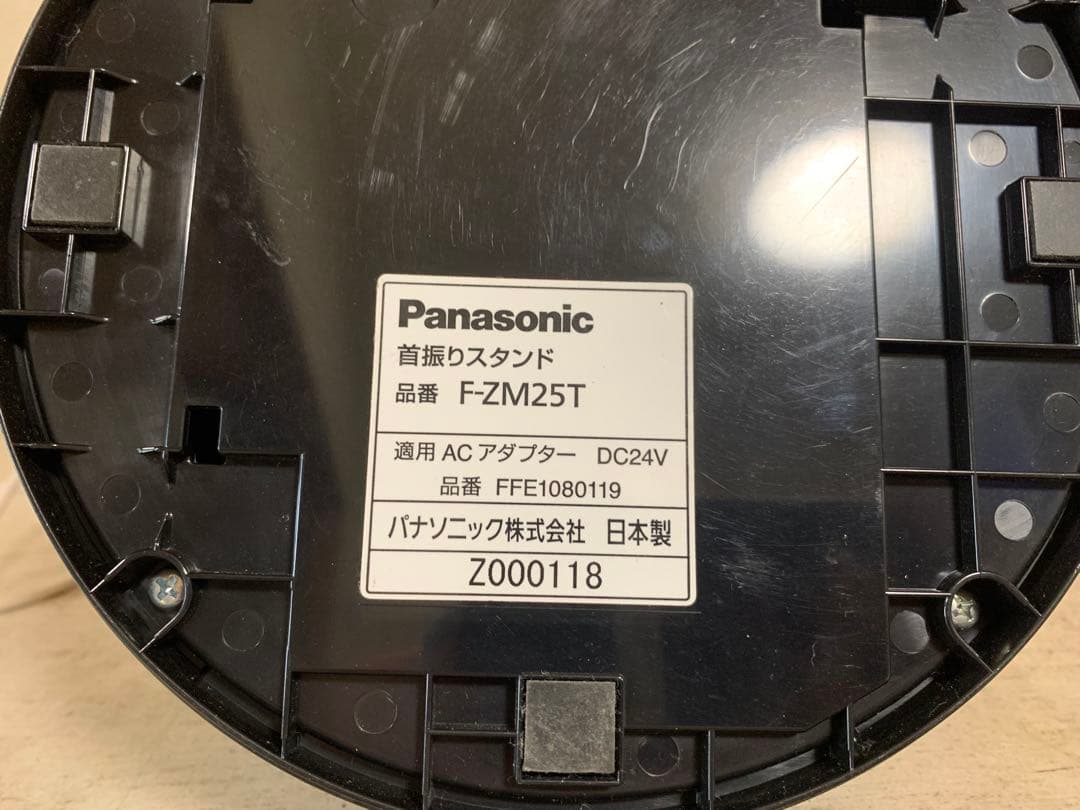 Panasonic
首振りスタンド
品番 F-ZM25T
適用 AC アダプター DC24V
品番 FFE1080119
パナソニック株式会社 日本製
Z000118